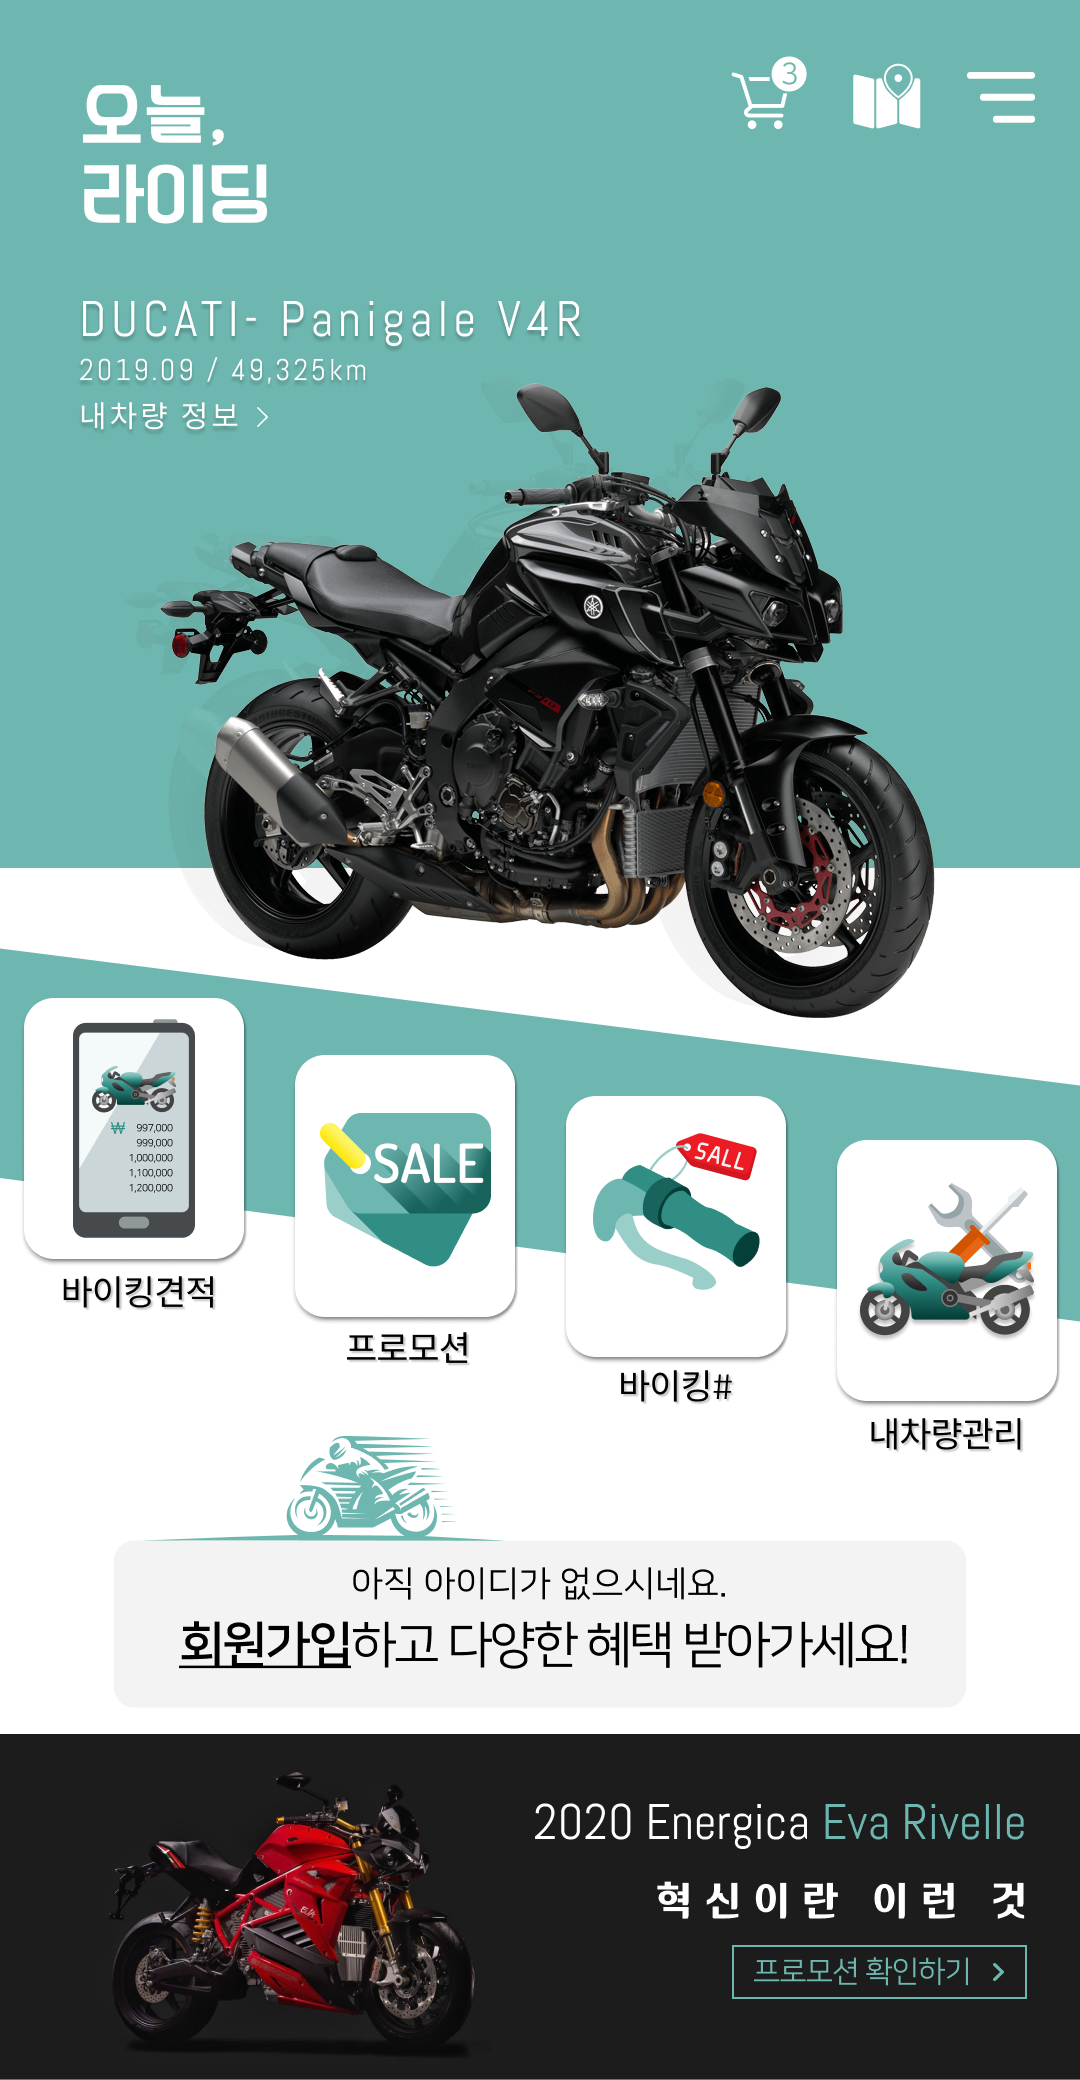 오늘,
라이딩
3
DUCATI- Panigale V4R
2019.09 / 49,325km
내차량 정보 >
₩ 997,000
999,000
1,000,000
1,100,000
1,200,000
바이킹견적
SALE
프로모션
SALL
바이킹#
내차량관리
아직 아이디가 없으시네요.
회원가입하고 다양한 혜택 받아가세요!
2020 Energica Eva Rivelle
혁신이란 이런 것
프로모션 확인하기 >